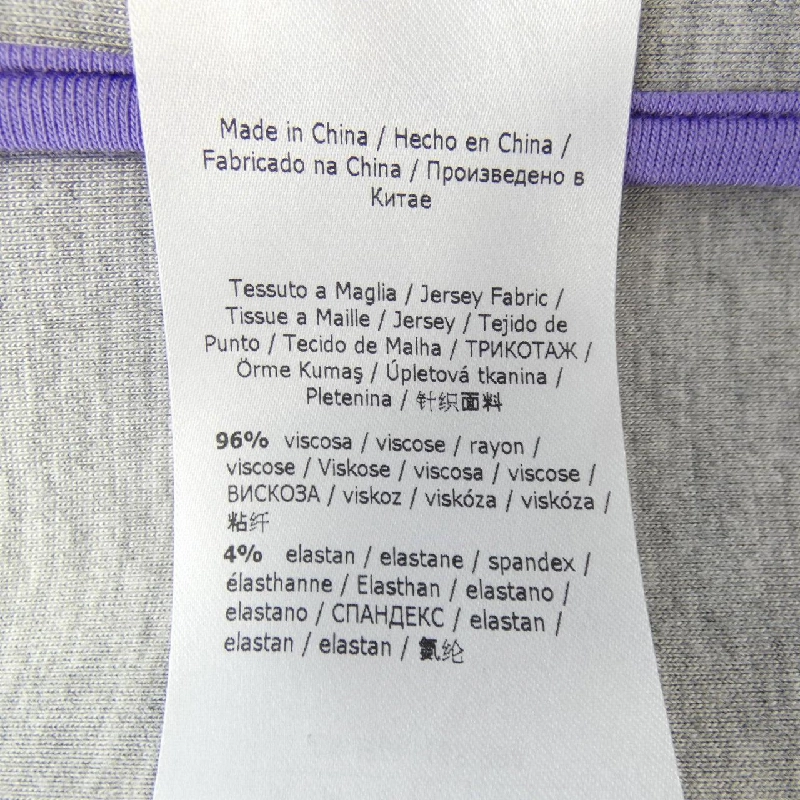 Made in China / Hecho en China /
Fabricado na China / Произведено в
Китае
Tessuto a Maglia / Jersey Fabric /
Tissue a Maille / Jersey / Tejido de
Punto / Tecido de Malha / ТРИКОТАЖ /
Örme Kumaş / Úpletová tkanina /
Pletenina / 针织面料
96% viscosa / viscose / rayon /
viscose / Viskose / viscosa / viscose /
ВИСКОЗА / viskoz / viskóza / viskóza /
粘纤
4% elastan / elastane / spandex /
élasthanne / Elasthan / elastano /
elastano / СПАНДЕКС / elastan /
elastan / elastan / 氨纶